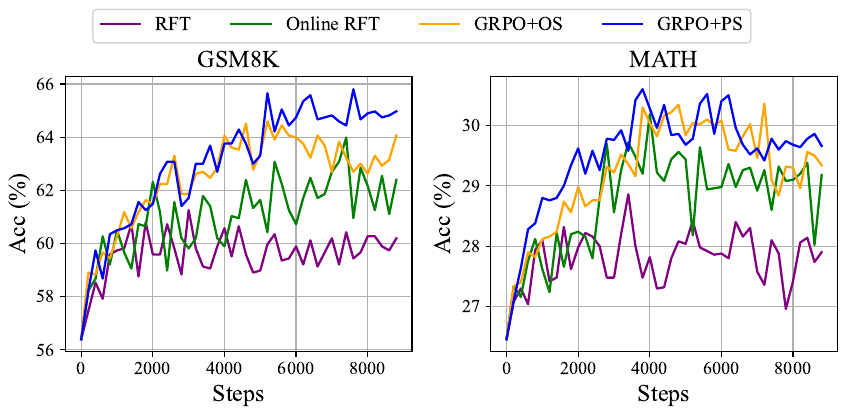 RFT Online RFT GRPO+OS GRPO+PS
GSM8K
MATH
66
64
62
60
58
56
Acc (%)
0 2000 4000 6000 8000
Steps
30
29
28
27
Acc (%)
0 2000 4000 6000 8000
Steps